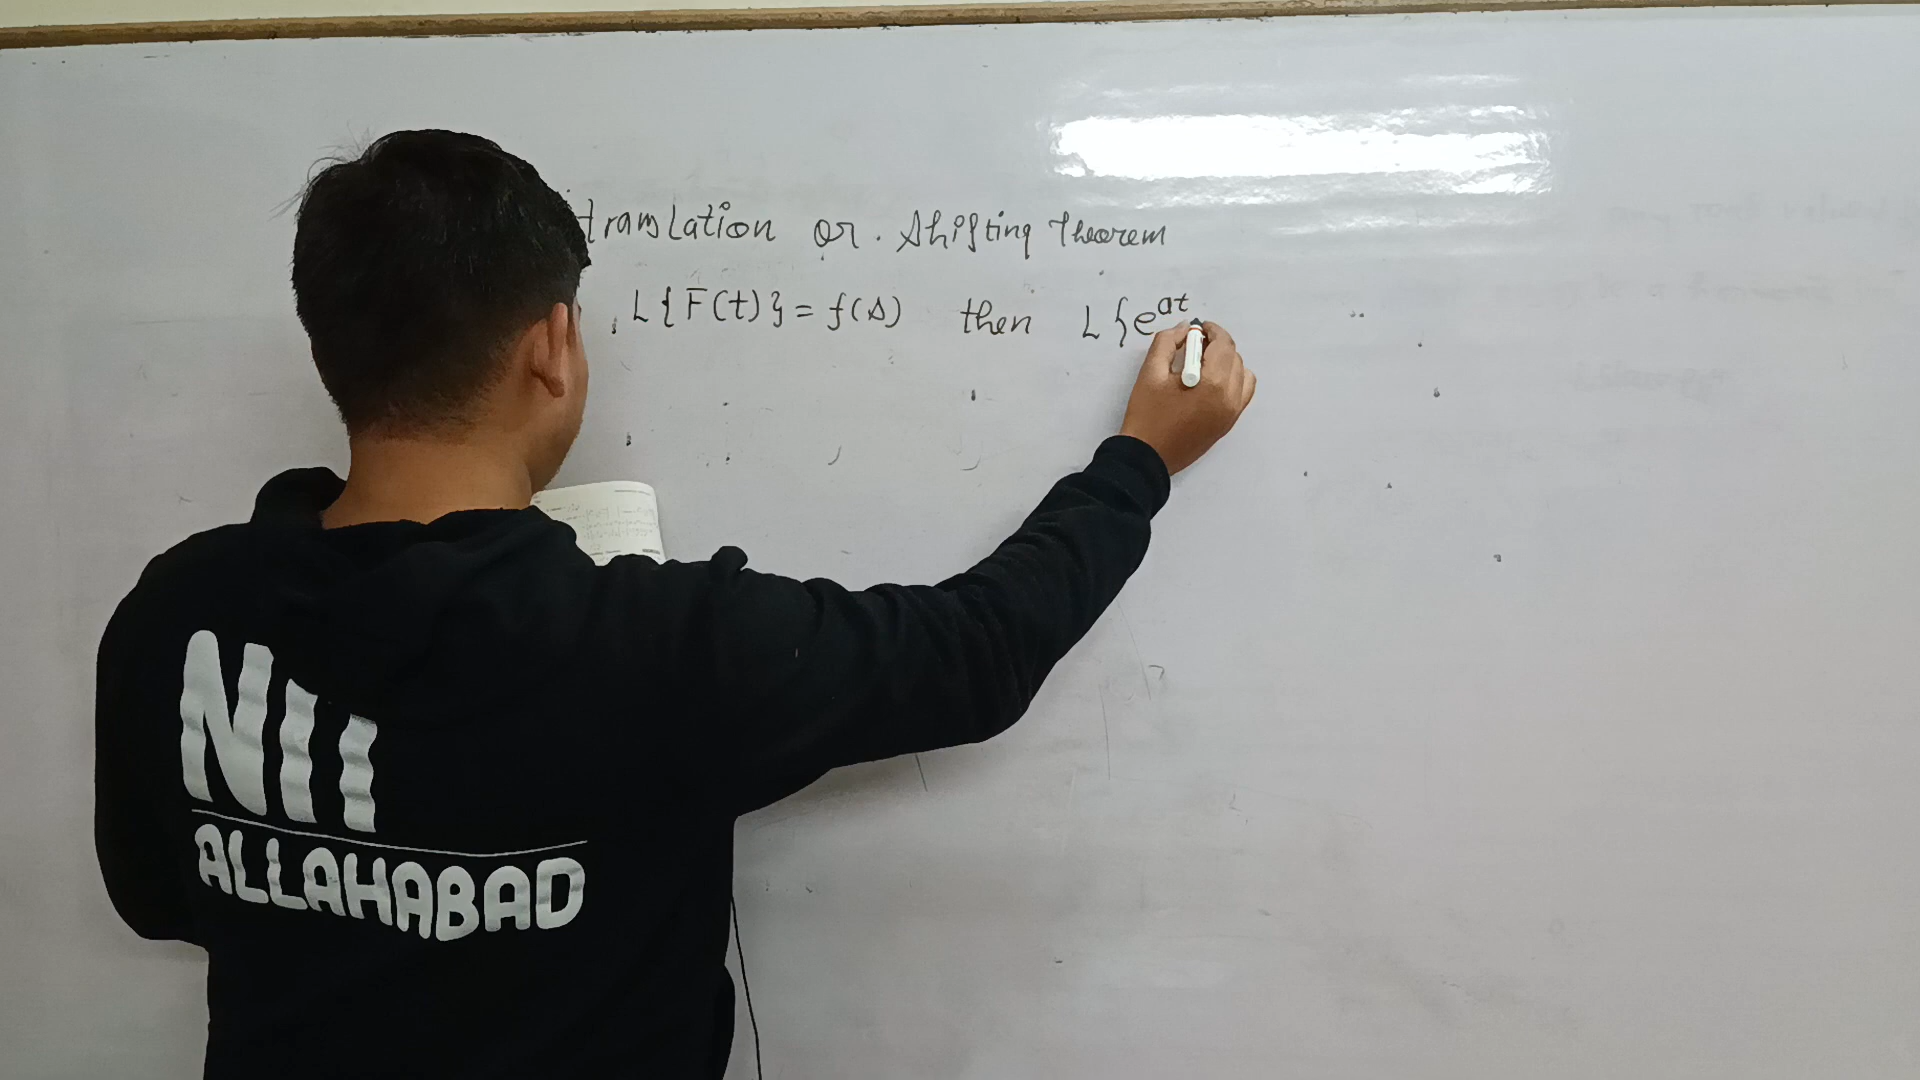 translation or. Shifting theorem
L{F(t)} = f(s) then L{e^at
NII
ALLAHABAD